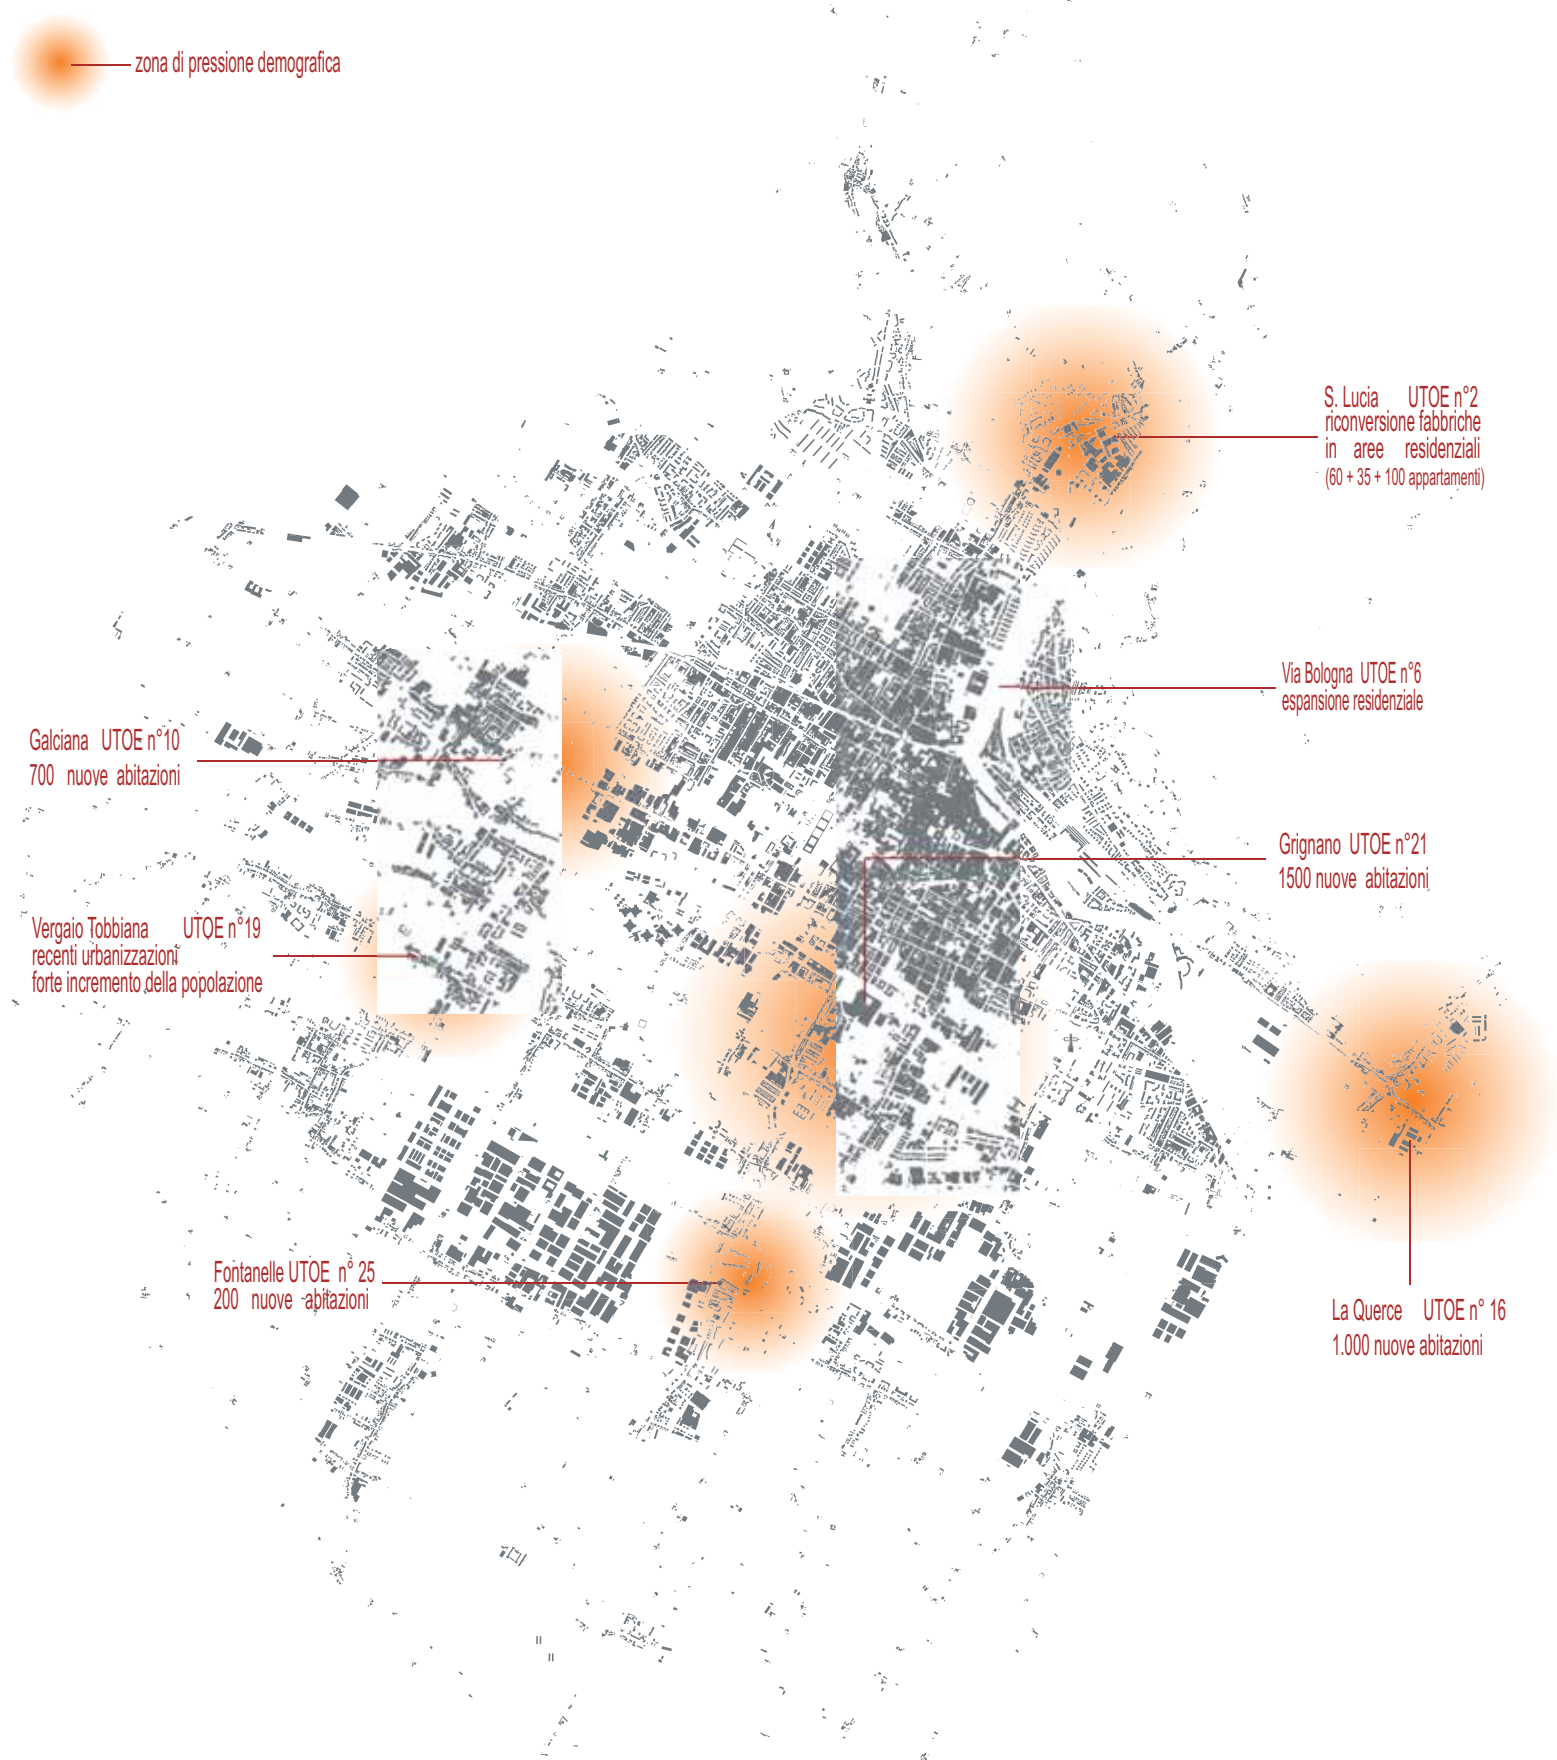 zona di pressione demografica
S. Lucia UTOE n°2
riconversione fabbriche
in aree residenziali
(60 + 35 + 100 appartamenti)
Via Bologna UTOE n°6
espansione residenziale
Galciana UTOE n°10
700 nuove abitazioni
Grignano UTOE n°21
1500 nuove abitazioni
Vergaio Tobbiana UTOE n°19
recenti urbanizzazioni
forte incremento della popolazione
Fontanelle UTOE n° 25
200 nuove abitazioni
La Querce UTOE n° 16
1.000 nuove abitazioni